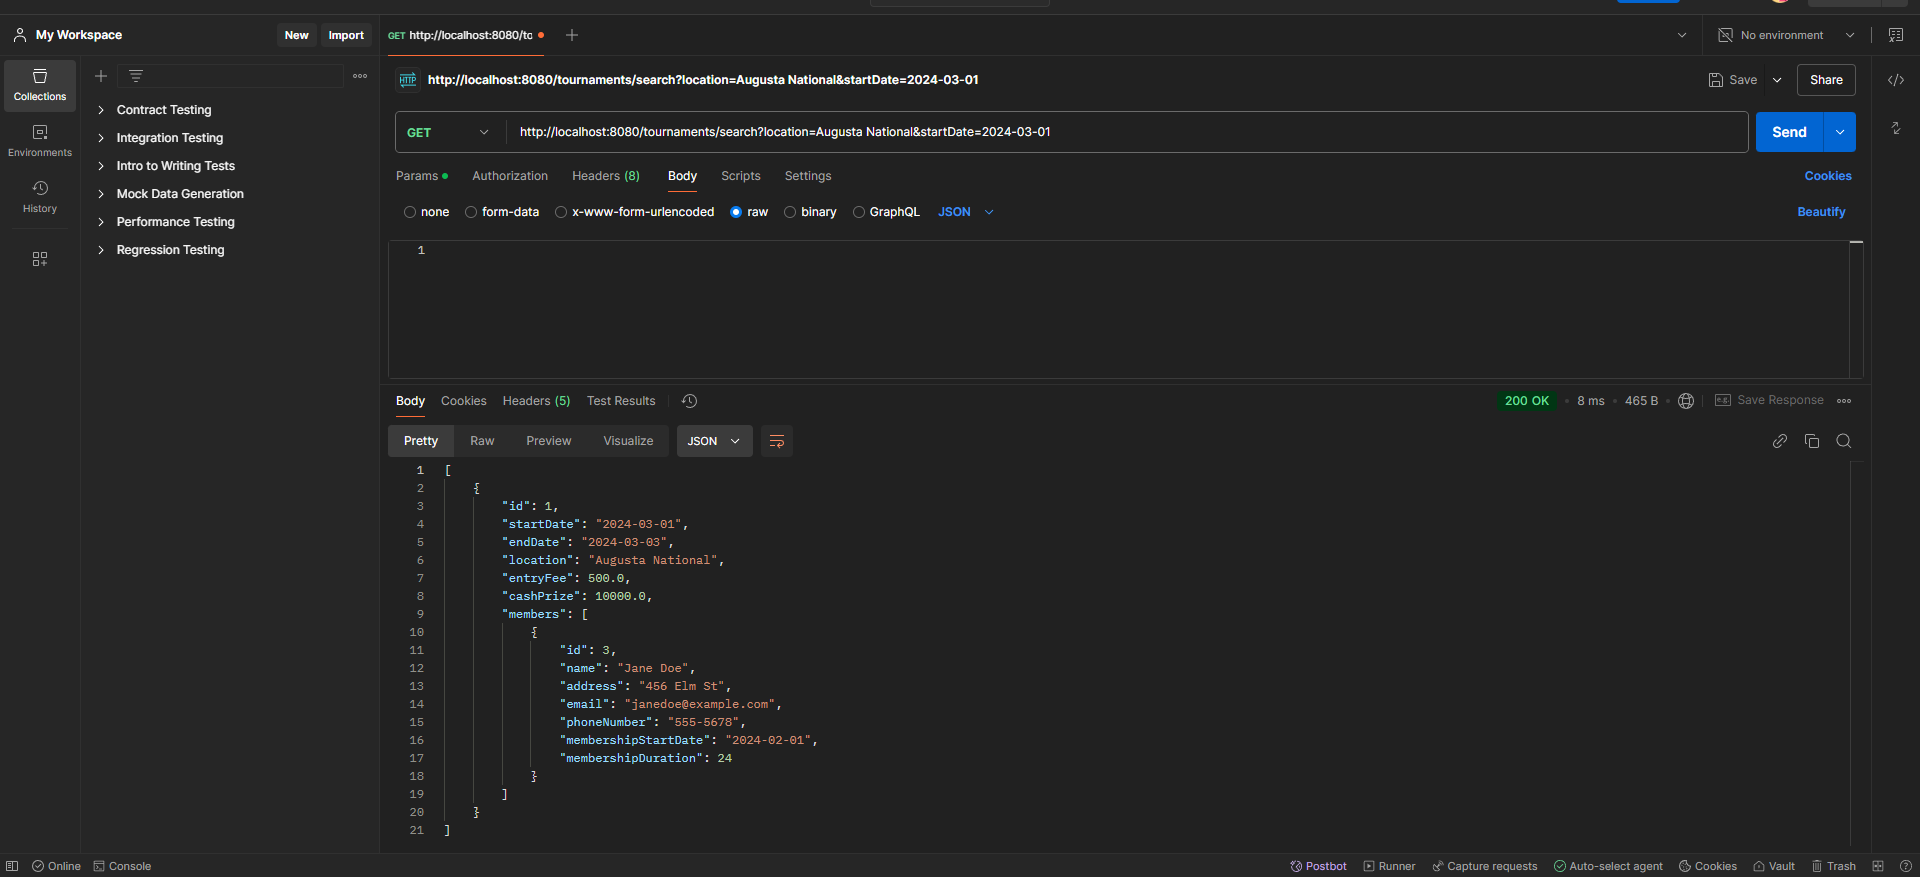 My Workspace
New
Import
GET http://localhost:8080/to
No environment
Collections
Environments
History
Contract Testing
Integration Testing
Intro to Writing Tests
Mock Data Generation
Performance Testing
Regression Testing
HTTP
http://localhost:8080/tournaments/search?location=Augusta National&startDate=2024-03-01
Save
Share
GET
http://localhost:8080/tournaments/search?location=Augusta National&startDate=2024-03-01
Send
Params
Authorization
Headers (8)
Body
Scripts
Settings
Cookies
none
form-data
x-www-form-urlencoded
raw
binary
GraphQL
JSON
Beautify
1
Body
Cookies
Headers (5)
Test Results
200 OK
8 ms
465 B
e.g.
Save Response
Pretty
Raw
Preview
Visualize
JSON
1 [
2 {
3 "id": 1,
4 "startDate": "2024-03-01",
5 "endDate": "2024-03-03",
6 "location": "Augusta National",
7 "entryFee": 500.0,
8 "cashPrize": 10000.0,
9 "members": [
10 {
11 "id": 3,
12 "name": "Jane Doe",
13 "address": "456 Elm St",
14 "email": "janedoe@example.com",
15 "phoneNumber": "555-5678",
16 "membershipStartDate": "2024-02-01",
17 "membershipDuration": 24
18 }
19 ]
20 }
21 ]
Online
Console
Postbot
Runner
Capture requests
Auto-select agent
Cookies
Vault
Trash